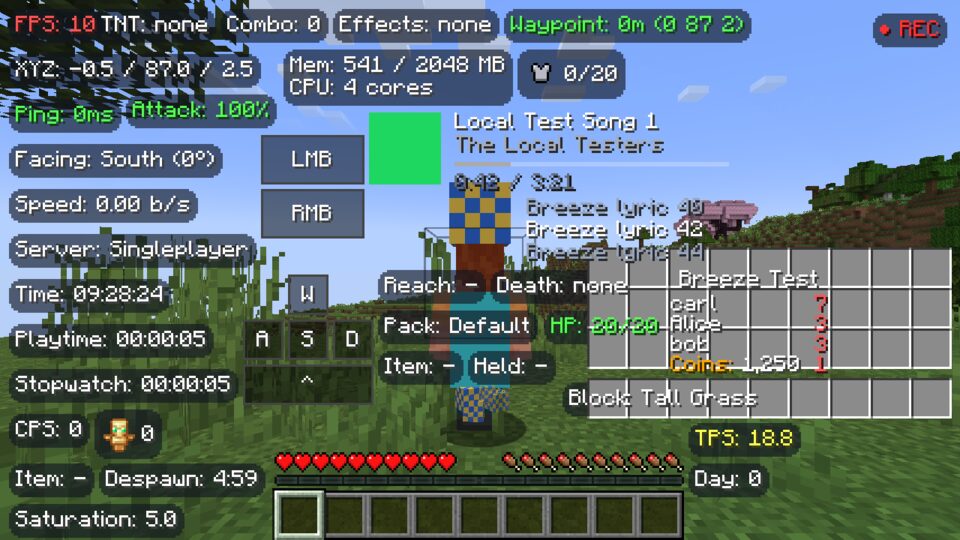 FPS: 10 TNT: none Combo: 0 Effects: none Waypoint: 0m (0 87 2) ● REC
XYZ: -0.5 / 87.0 / 2.5
Mem: 541 / 2048 MB
CPU: 4 cores
0/20
Ping: 0ms Attack: 100%
Local Test Song 1
The Local Testers
0:42 / 3:21
Facing: South (0°)
LMB
Speed: 0.00 b/s
RMB
Breeze lyric 40
Breeze lyric 42
Breeze lyric 44
Server: Singleplayer
Time: 09:28:24
W
Reach: - Death: none
Breeze Test
carl 7
Alice 3
bob 3
Coins: 1,250 1
Playtime: 00:00:05
A S D
Pack: Default HP: 20/20
Item: - Held: -
Stopwatch: 00:00:05
^
Block: Tall Grass
CPS: 0
0
TPS: 18.8
Item: - Despawn: 4:59
Day: 0
Saturation: 5.0